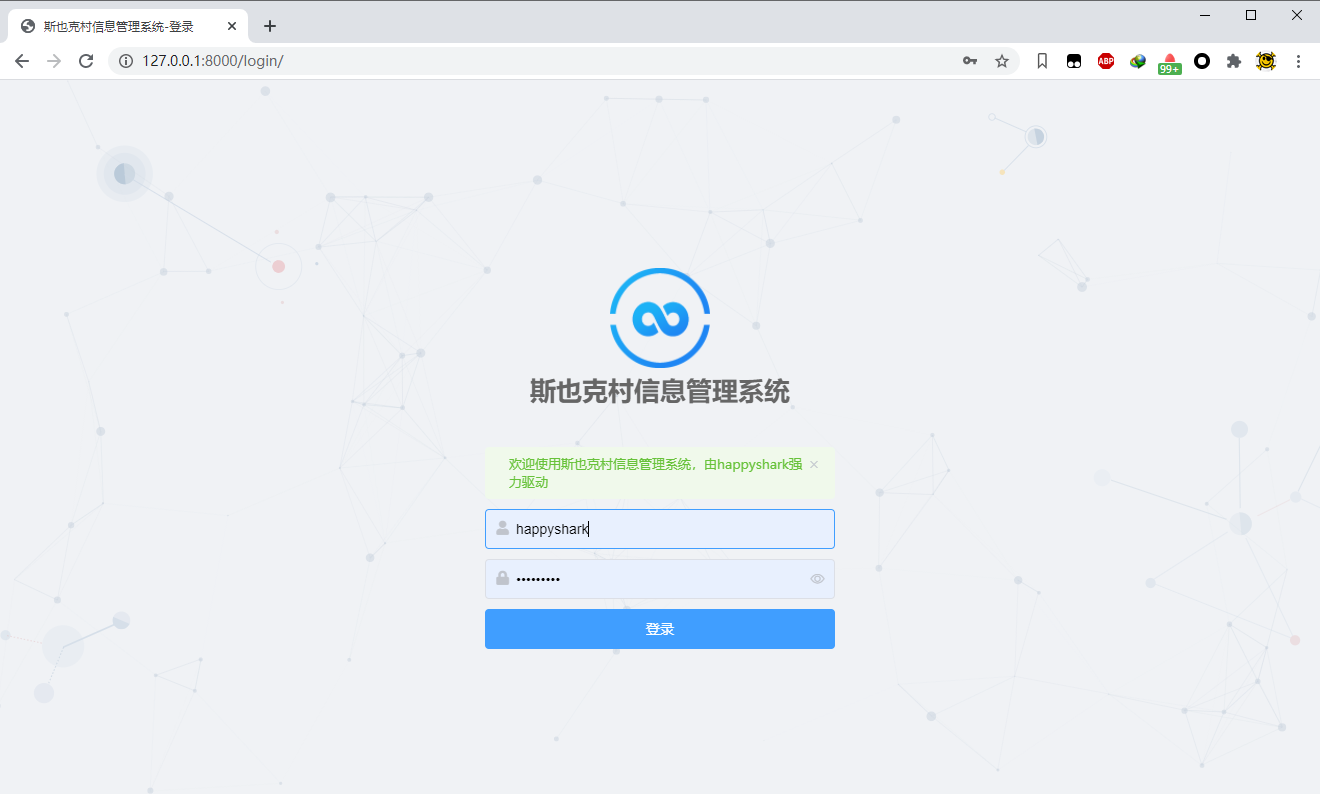 斯也克村信息管理系统-登录
127.0.0.1:8000/login/
ABP
99+
斯也克村信息管理系统
欢迎使用斯也克村信息管理系统，由happyshark强
力驱动
happyshark
•••••••••
登录